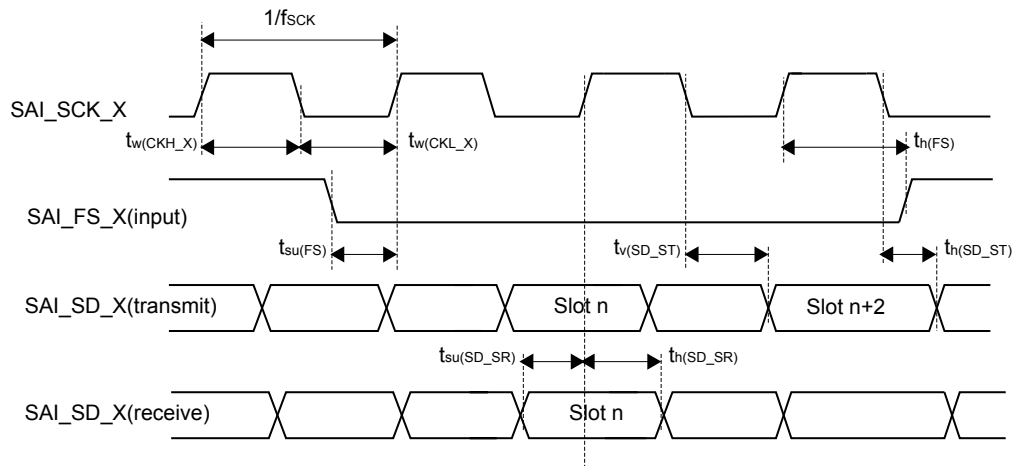 1/fSCK
SAI_SCK_X
tw(CKH_X)
tw(CKL_X)
th(FS)
SAI_FS_X(input)
tsu(FS)
tv(SD_ST)
th(SD_ST)
SAI_SD_X(transmit)
Slot n
Slot n+2
tsu(SD_SR)
th(SD_SR)
SAI_SD_X(receive)
Slot n